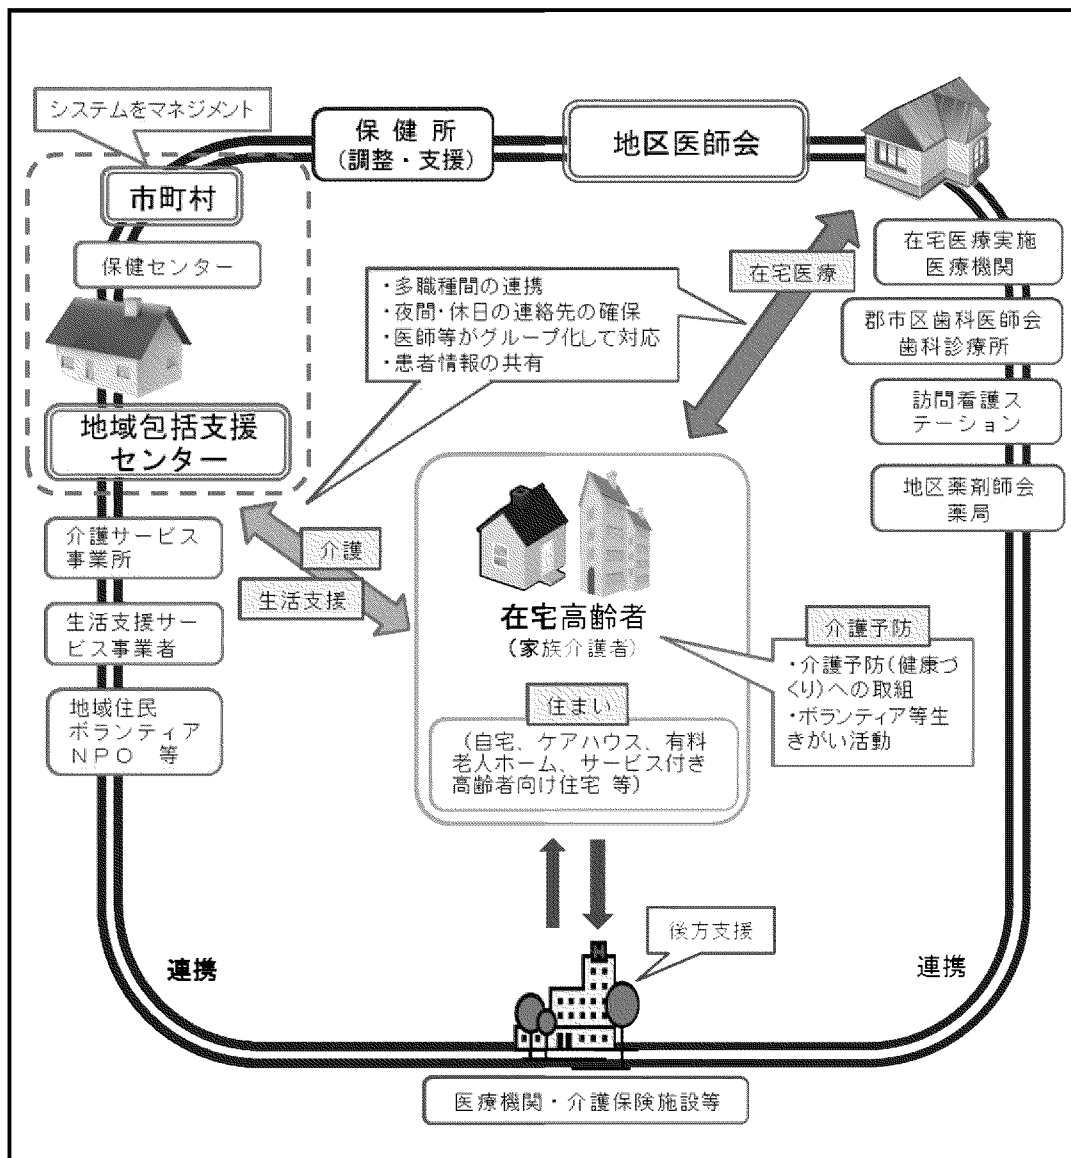 システムをマネジメント
保健所
(調整・支援)
地区医師会
市町村
保健センター
地域包括支援
センター
介護サービス
事業所
生活支援サー
ビス事業者
地域住民
ボランティア
NPO 等
・多職種間の連携
・夜間・休日の連絡先の確保
・医師等がグループ化して対応
・患者情報の共有
在宅医療
在宅医療実施
医療機関
郡市区歯科医師会
歯科診療所
訪問看護ス
テーション
地区薬剤師会
薬局
介護
生活支援
在宅高齢者
(家族介護者)
住まい
(自宅、ケアハウス、有料
老人ホーム、サービス付き
高齢者向け住宅 等)
介護予防
・介護予防(健康づ
くり)への取組
・ボランティア等生
きがい活動
後方支援
H
連携
連携
医療機関・介護保険施設等